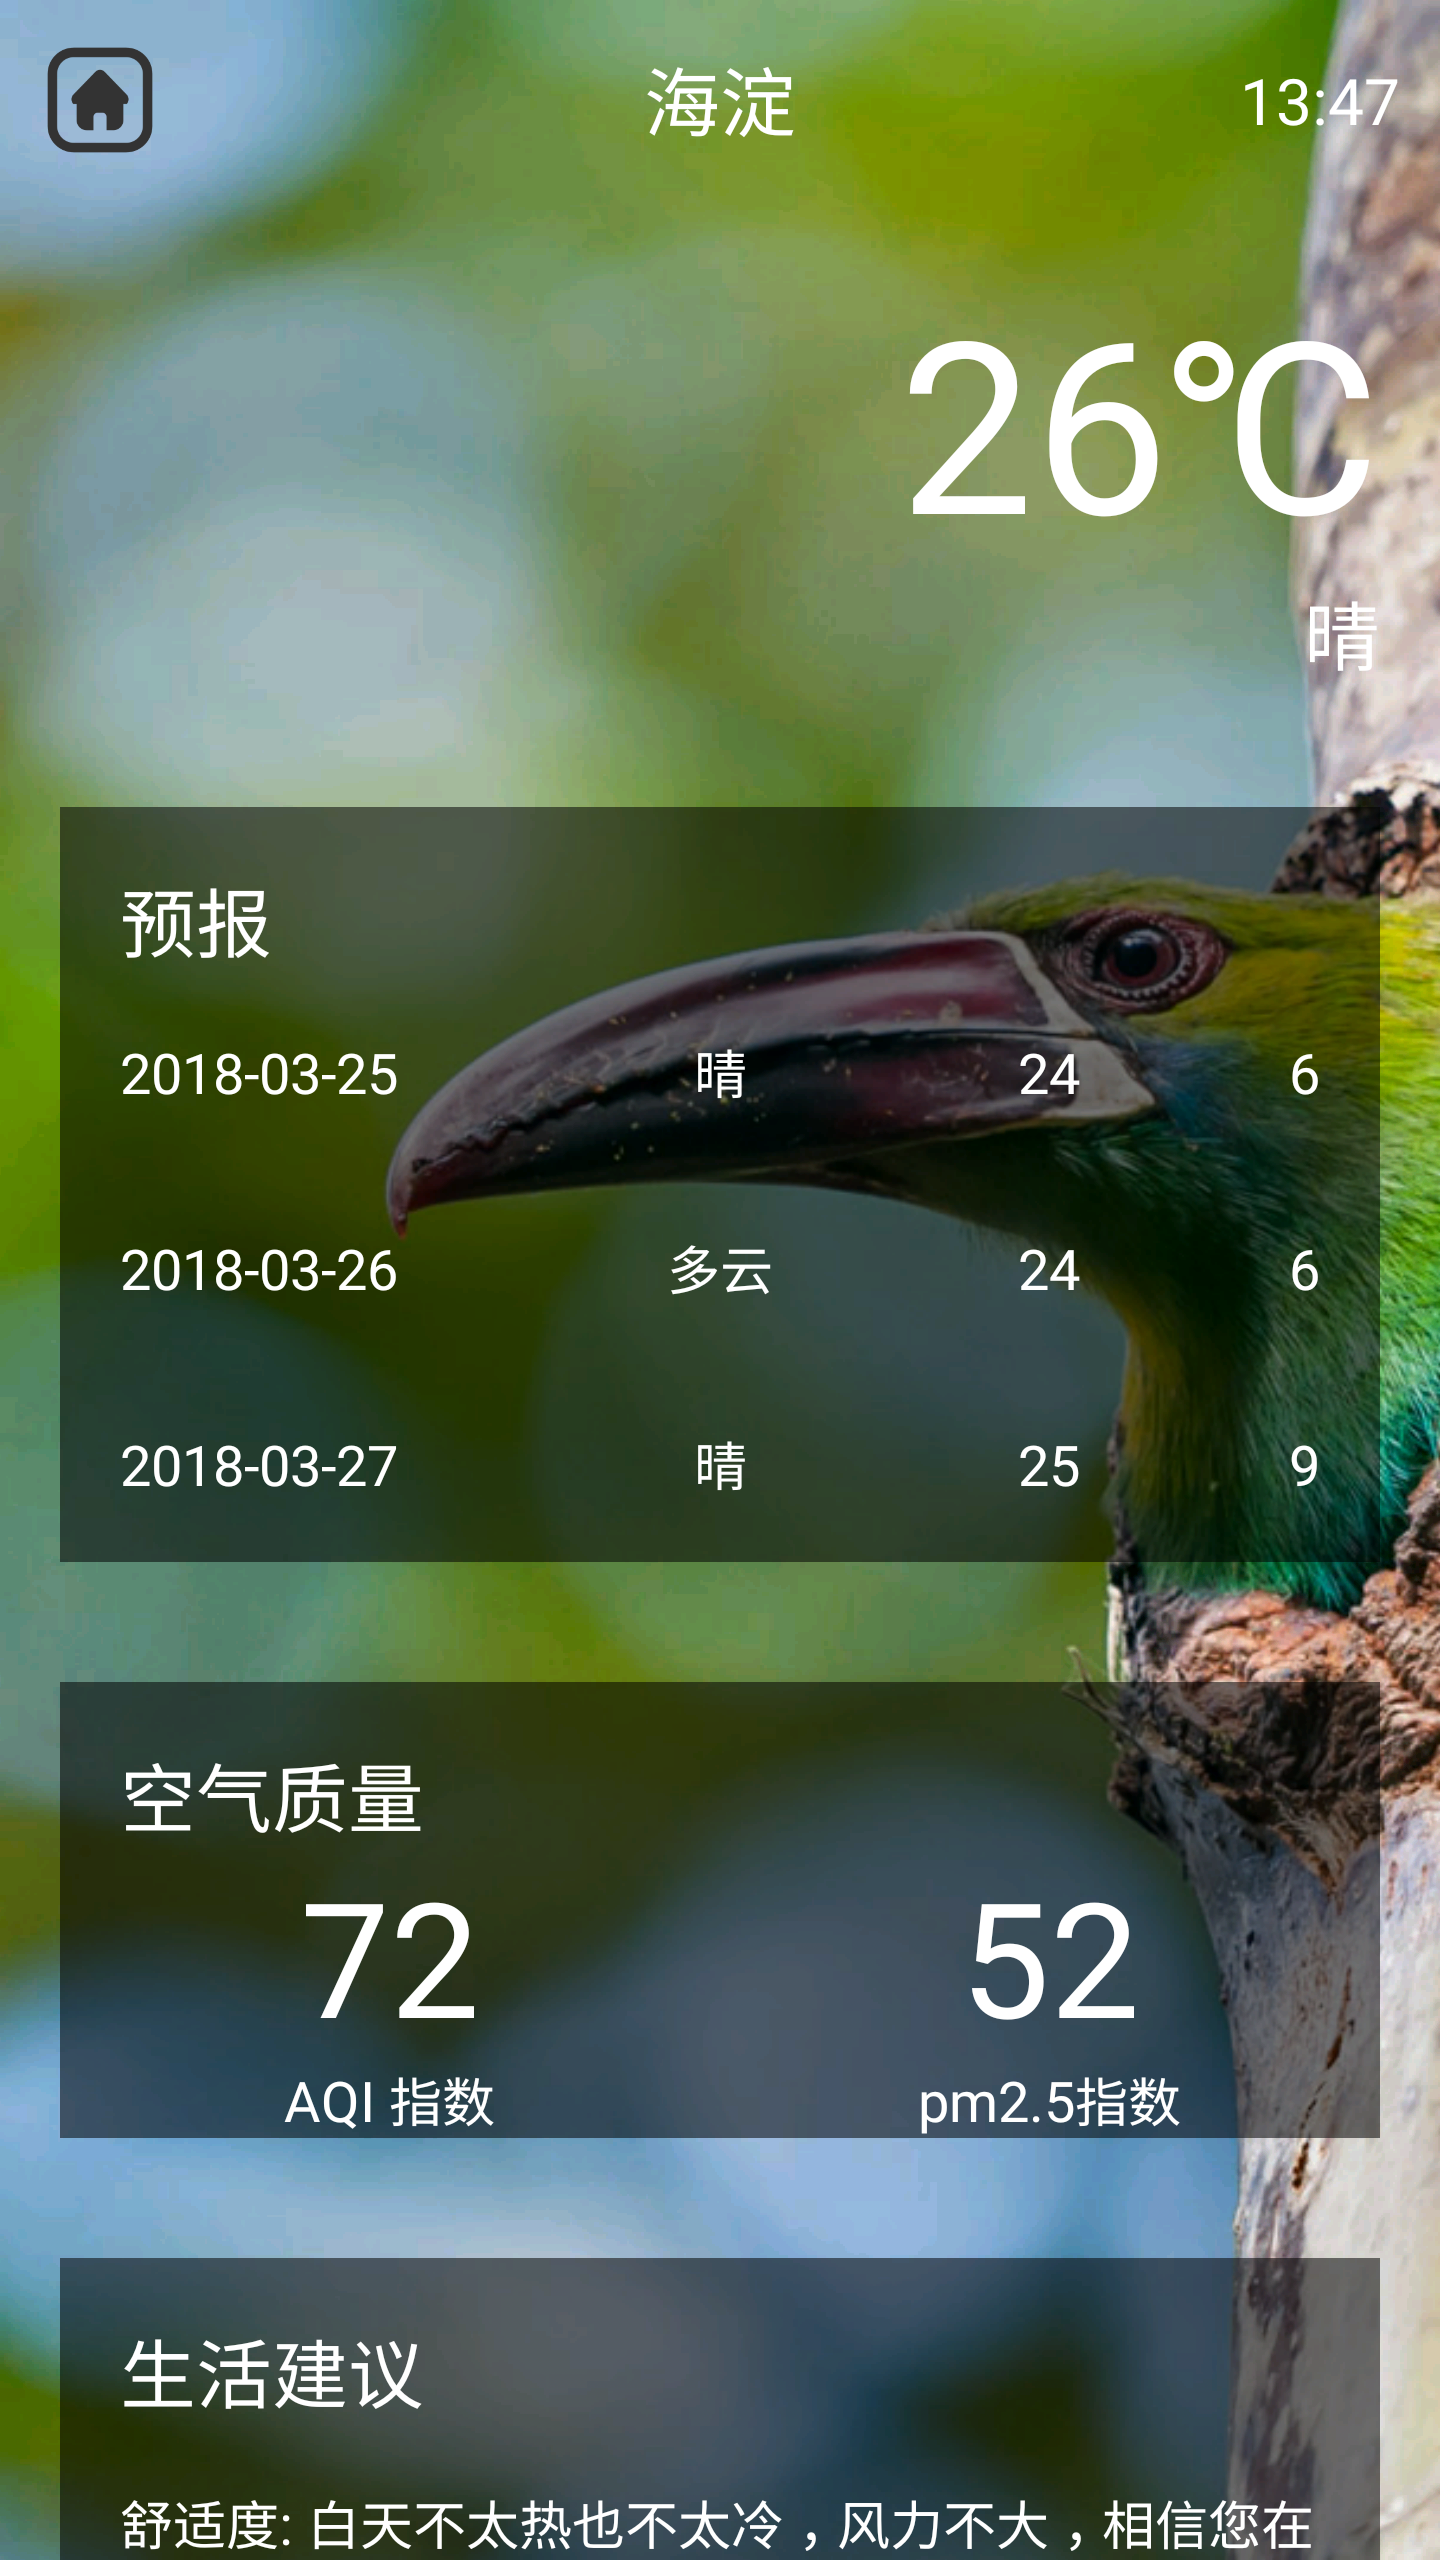 海淀
13:47
26℃
晴
预报
2018-03-25 晴 24 6
2018-03-26 多云 24 6
2018-03-27 晴 25 9
空气质量
72 52
AQI 指数 pm2.5指数
生活建议
舒适度: 白天不太热也不太冷，风力不大，相信您在